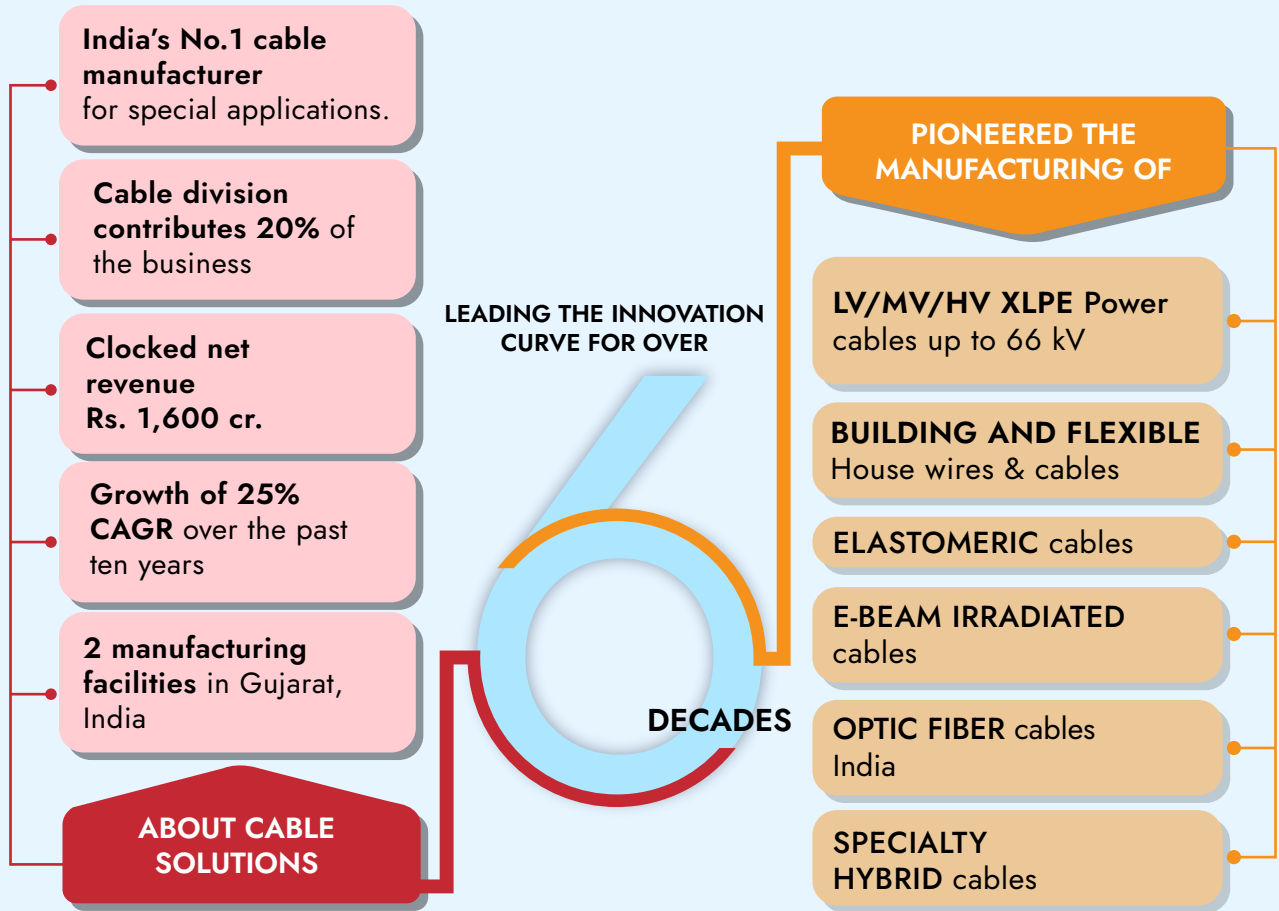 India's No.1 cable
manufacturer
for special applications.
Cable division
contributes 20% of
the business
Clocked net
revenue
Rs. 1,600 cr.
Growth of 25%
CAGR over the past
ten years
2 manufacturing
facilities in Gujarat,
India
ABOUT CABLE
SOLUTIONS
LEADING THE INNOVATION
CURVE FOR OVER
6
DECADES
PIONEERED THE
MANUFACTURING OF
LV/MV/HV XLPE Power
cables up to 66 kV
BUILDING AND FLEXIBLE
House wires & cables
ELASTOMERIC cables
E-BEAM IRRADIATED
cables
OPTIC FIBER cables
India
SPECIALTY
HYBRID cables